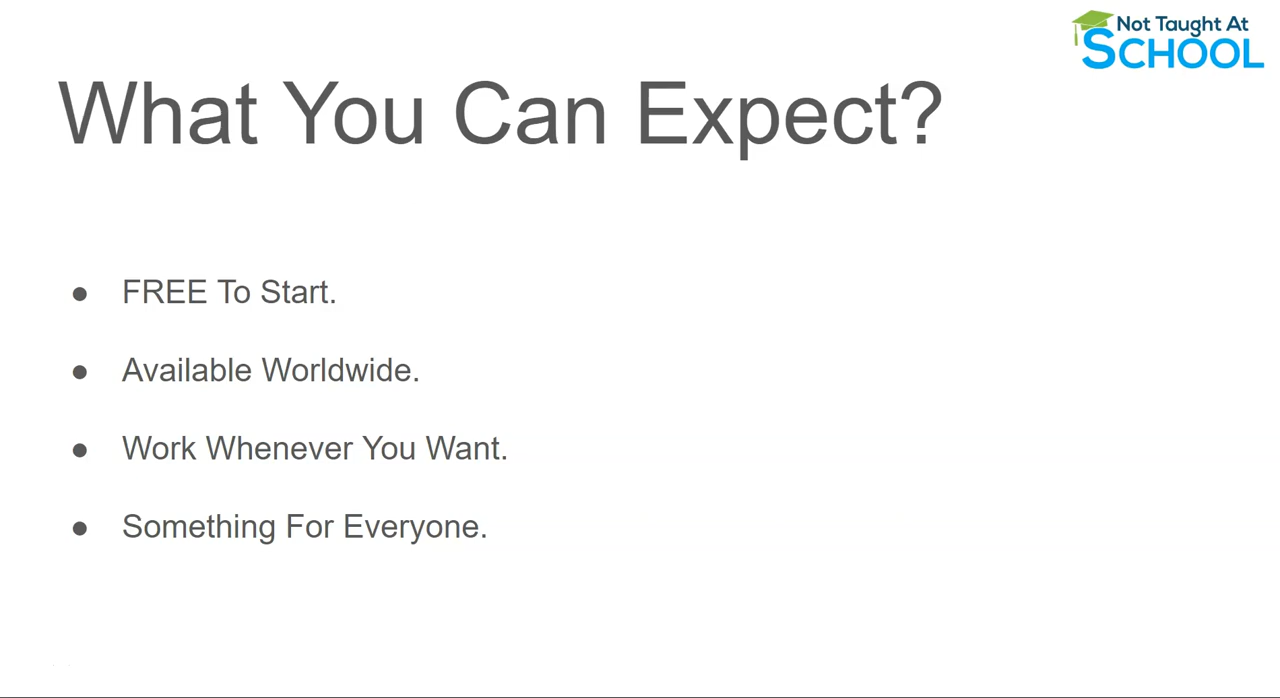 Not Taught At
SCHOOL
What You Can Expect?
● FREE To Start.
● Available Worldwide.
● Work Whenever You Want.
● Something For Everyone.